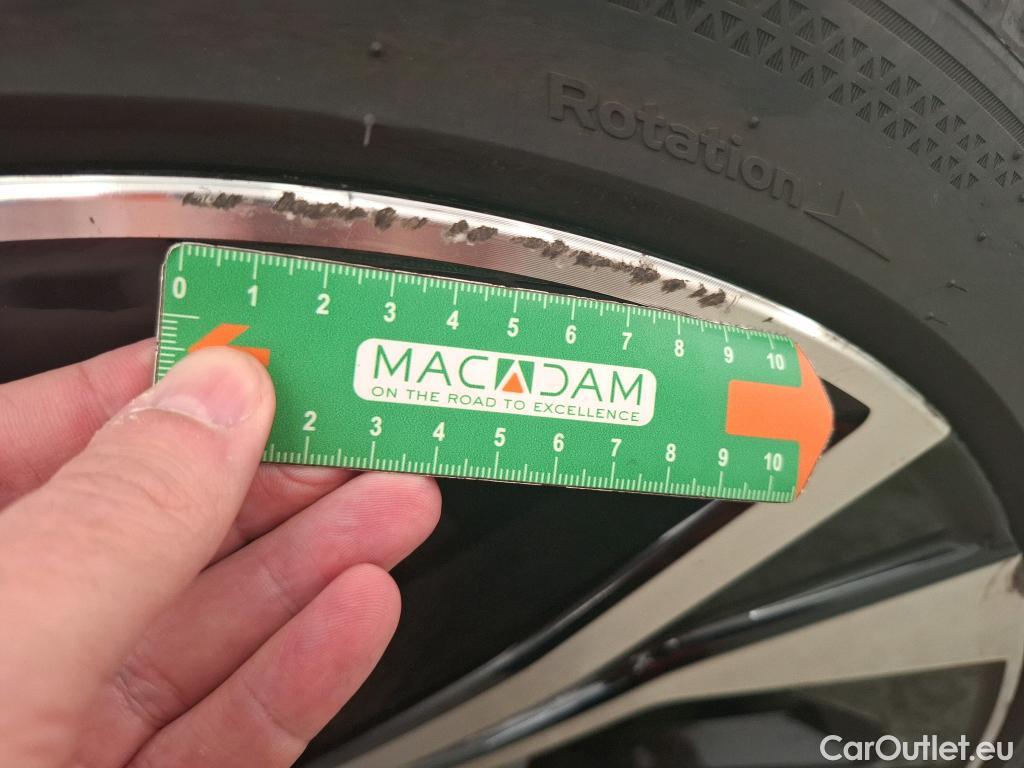 Rotation
0 1 2 3 4 5 6 7 8 9 10
MACADAM
ON THE ROAD TO EXCELLENCE
2 3 4 5 6 7 8 9 10
CarOutlet.eu